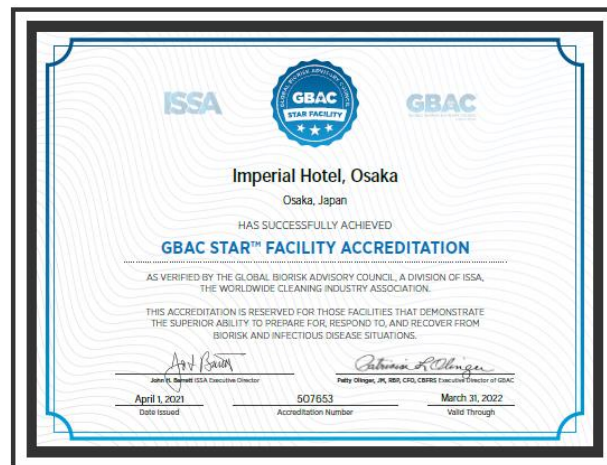 ISSA
GLOBAL BIORISK ADVISORY COUNCIL
GBAC
STAR FACILITY
GBAC
Imperial Hotel, Osaka
Osaka, Japan
HAS SUCCESSFULLY ACHIEVED
GBAC STAR™ FACILITY ACCREDITATION
AS VERIFIED BY THE GLOBAL BIORISK ADVISORY COUNCIL, A DIVISION OF ISSA,
THE WORLDWIDE CLEANING INDUSTRY ASSOCIATION.
THIS ACCREDITATION IS RESERVED FOR THOSE FACILITIES THAT DEMONSTRATE
THE SUPERIOR ABILITY TO PREPARE FOR, RESPOND TO, AND RECOVER FROM
BIORISK AND INFECTIOUS DISEASE SITUATIONS.
John H. Barrett ISSA Executive Director
Patty Olinger, JM, RBP, CFO, CBFRS Executive Director of GBAC
April 1, 2021
507653
March 31, 2022
Date Issued
Accreditation Number
Valid Through